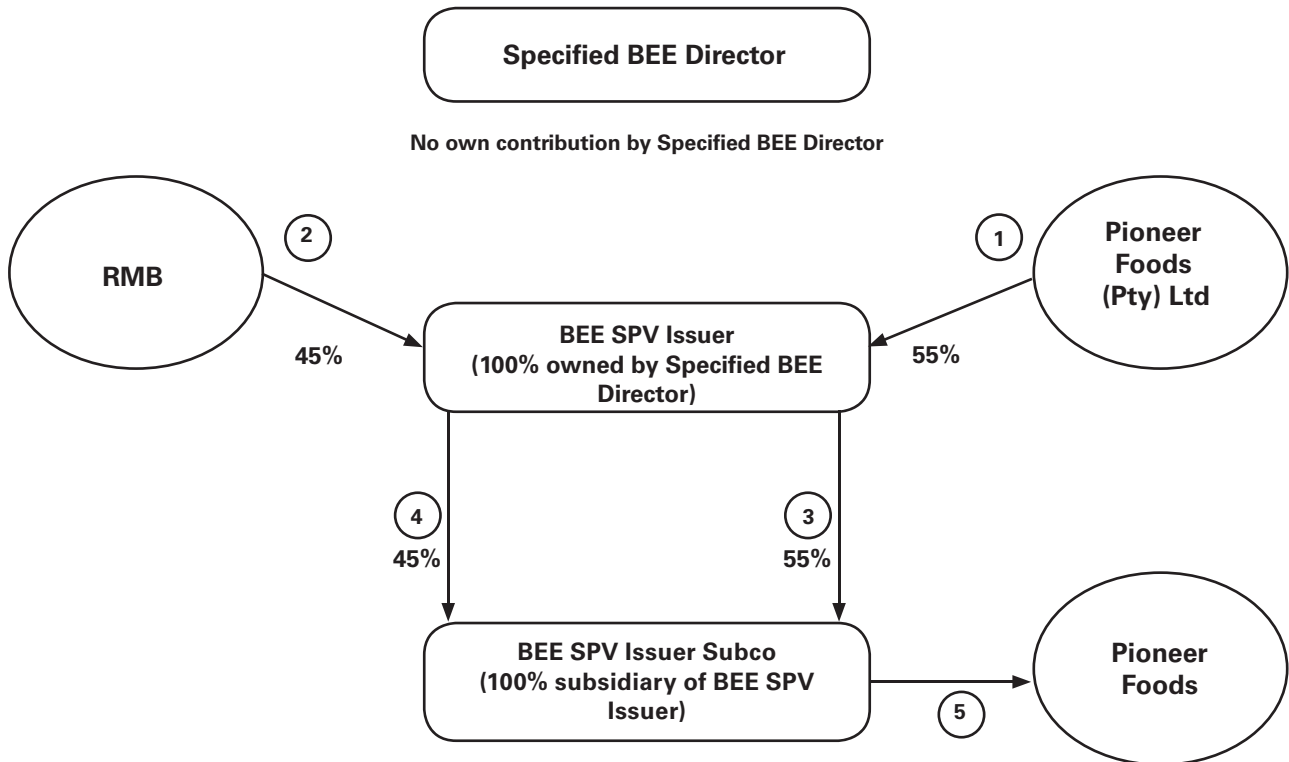 Specified BEE Director
No own contribution by Specified BEE Director
RMB
2
45%
1
Pioneer
Foods
(Pty) Ltd
55%
BEE SPV Issuer
(100% owned by Specified BEE
Director)
4
45%
3
55%
BEE SPV Issuer Subco
(100% subsidiary of BEE SPV
Issuer)
5
Pioneer
Foods